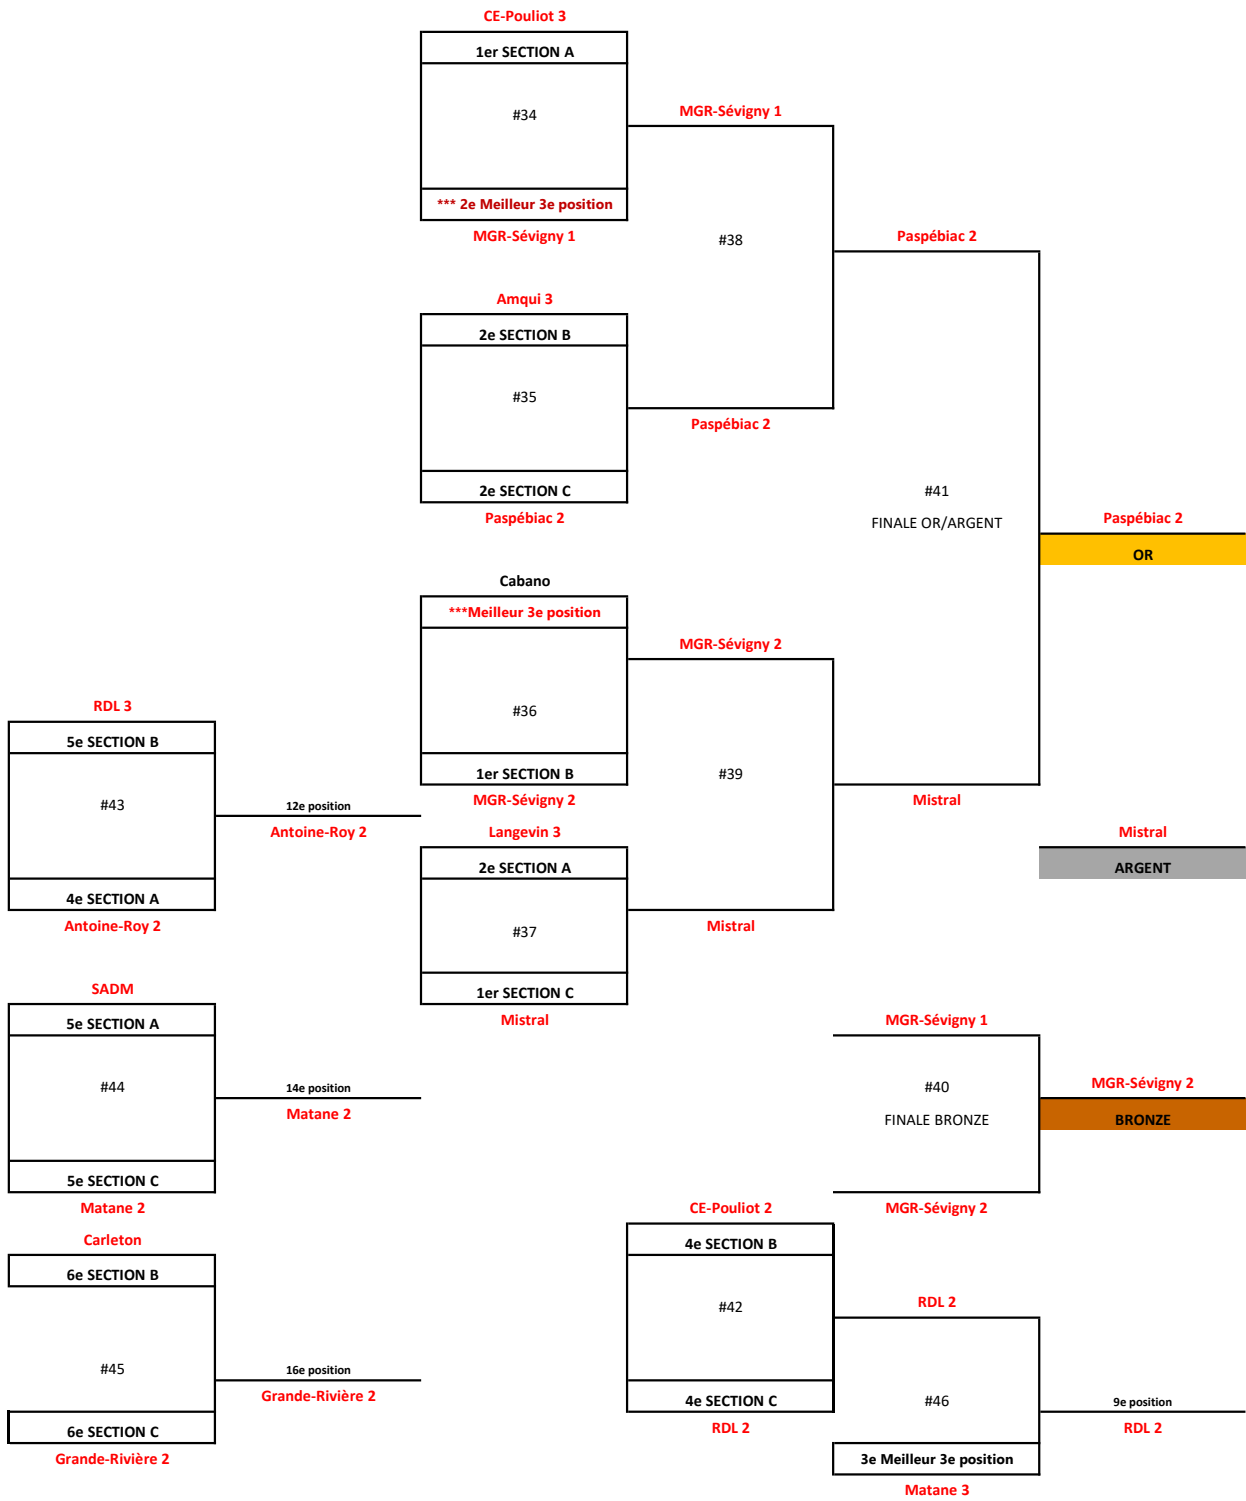 CE-Pouliot 3
1er SECTION A
#34
MGR-Sévigny 1
*** 2e Meilleur 3e position
MGR-Sévigny 1
#38
Paspébiac 2
Amqui 3
2e SECTION B
#35
Paspébiac 2
2e SECTION C
Paspébiac 2
#41
FINALE OR/ARGENT
Paspébiac 2
OR
Cabano
***Meilleur 3e position
MGR-Sévigny 2
#36
1er SECTION B
MGR-Sévigny 2
#39
Mistral
RDL 3
5e SECTION B
#43
12e position
Antoine-Roy 2
4e SECTION A
Antoine-Roy 2
Langevin 3
2e SECTION A
#37
Mistral
1er SECTION C
Mistral
Mistral
ARGENT
SADM
5e SECTION A
#44
14e position
Matane 2
5e SECTION C
Matane 2
MGR-Sévigny 1
#40
FINALE BRONZE
MGR-Sévigny 2
BRONZE
MGR-Sévigny 2
Carleton
6e SECTION B
#45
16e position
Grande-Rivière 2
6e SECTION C
Grande-Rivière 2
CE-Pouliot 2
4e SECTION B
#42
RDL 2
4e SECTION C
RDL 2
#46
9e position
RDL 2
3e Meilleur 3e position
Matane 3